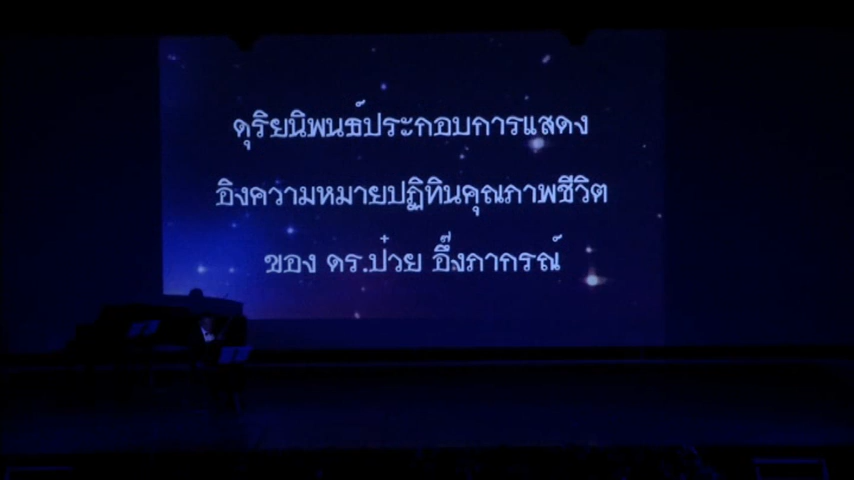 ดุริยนิพนธ์ประกอบการแสดง
อิงความหมายปฏิทินคุณภาพชีวิต
ของ ดร.ป๋วย อึ๊งภากรณ์